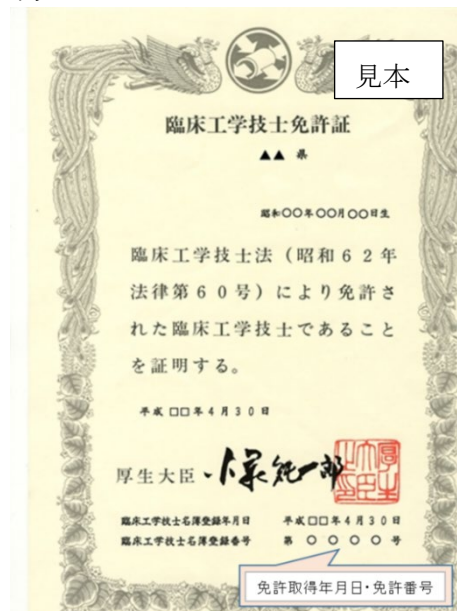 見本
臨床工学技士免許証
▲▲ 県
昭和〇〇年〇〇月〇〇日生
臨床工学技士法（昭和６２年
法律第６０号）により免許さ
れた臨床工学技士であること
を証明する。
平成 □□年４月３０日
厚生大臣 小泉純一郎
臨床工学技士名簿登録年月日 平成□□年４月３０日
臨床工学技士名簿登録番号 第 〇 〇 〇 〇 号
免許取得年月日・免許番号